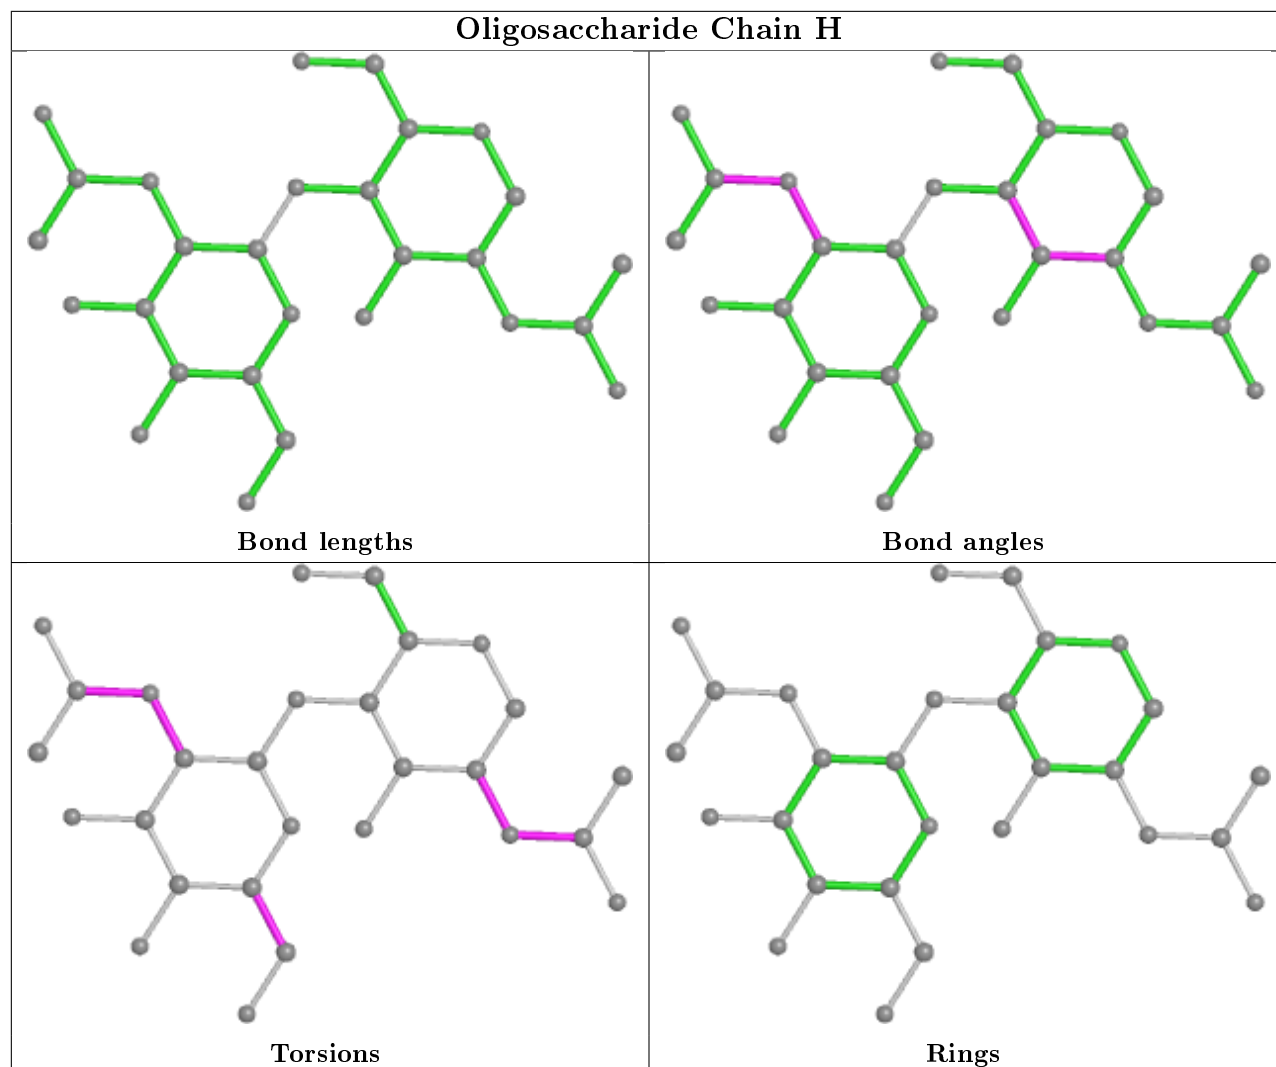 Oligosaccharide Chain H
Bond lengths
Bond angles
Torsions
Rings